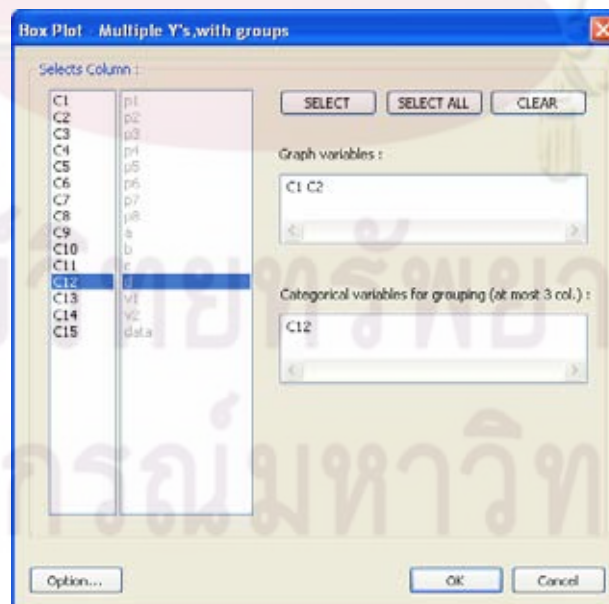 Box Plot - Multiple Y's,with groups
Selects Column :
C1 p1
C2 p2
C3 p3
C4 p4
C5 p5
C6 p6
C7 p7
C8 p8
C9 a
C10 b
C11 c
C12 d
C13 v1
C14 v2
C15 data
SELECT SELECT ALL CLEAR
Graph variables :
C1 C2
Categorical variables for grouping (at most 3 col.) :
C12
Option... OK Cancel